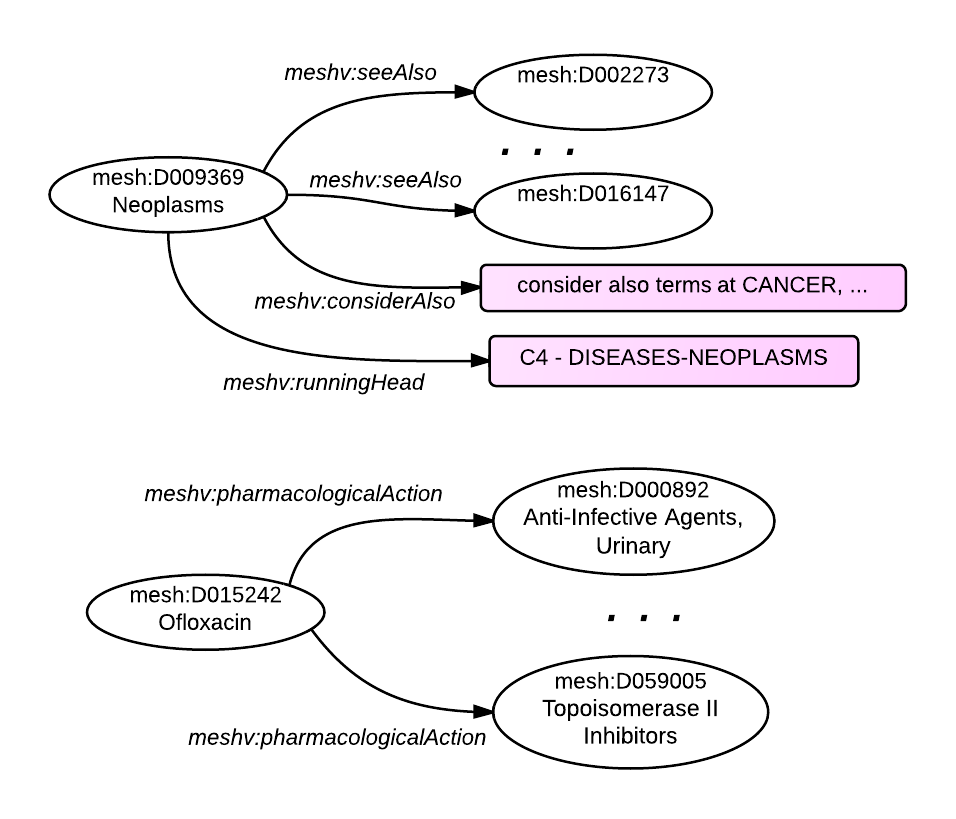 meshv:seeAlso
mesh:D002273
. . .
mesh:D009369
Neoplasms
meshv:seeAlso
mesh:D016147
meshv:considerAlso
consider also terms at CANCER, ...
C4 - DISEASES-NEOPLASMS
meshv:runningHead
meshv:pharmacologicalAction
mesh:D000892
Anti-Infective Agents,
Urinary
mesh:D015242
Ofloxacin
. . .
mesh:D059005
Topoisomerase II
Inhibitors
meshv:pharmacologicalAction